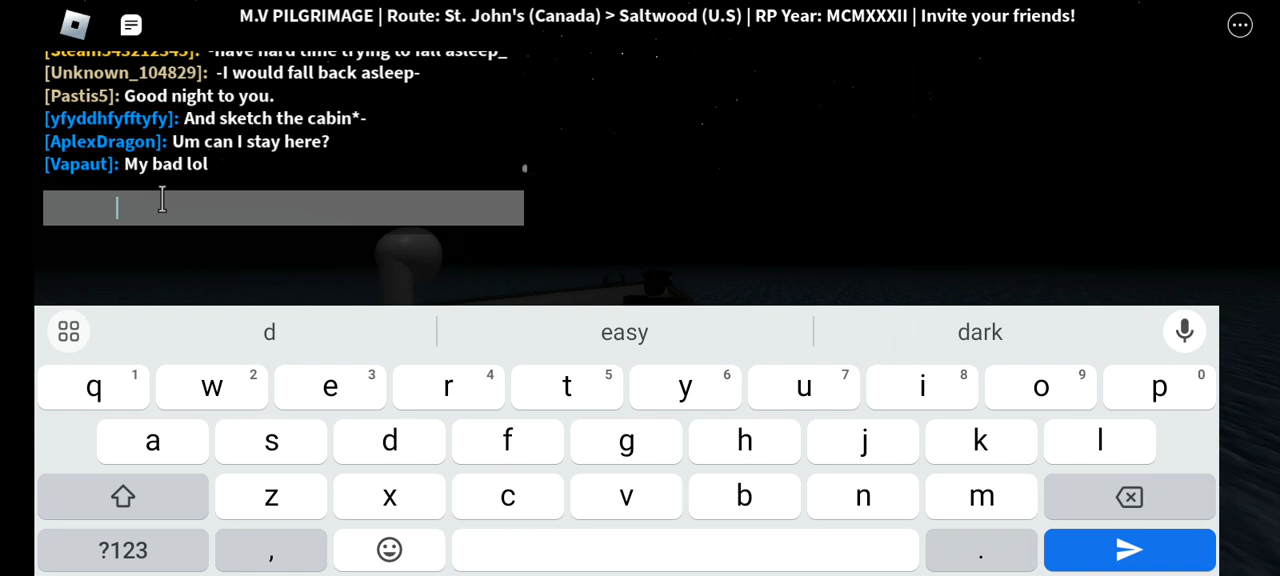 M.V PILGRIMAGE | Route: St. John's (Canada) > Saltwood (U.S) | RP Year: MCMXXXII | Invite your friends!
[Steam543212345]: -have hard time trying to fall asleep_
[Unknown_104829]: -I would fall back asleep-
[Pastis5]: Good night to you.
[yfyddhfyfftyfy]: And sketch the cabin*-
[AplexDragon]: Um can I stay here?
[Vapaut]: My bad lol
d easy dark
q 1 w 2 e 3 r 4 t 5 y 6 u 7 i 8 o 9 p 0
a s d f g h j k l
z x c v b n m
?123 , .